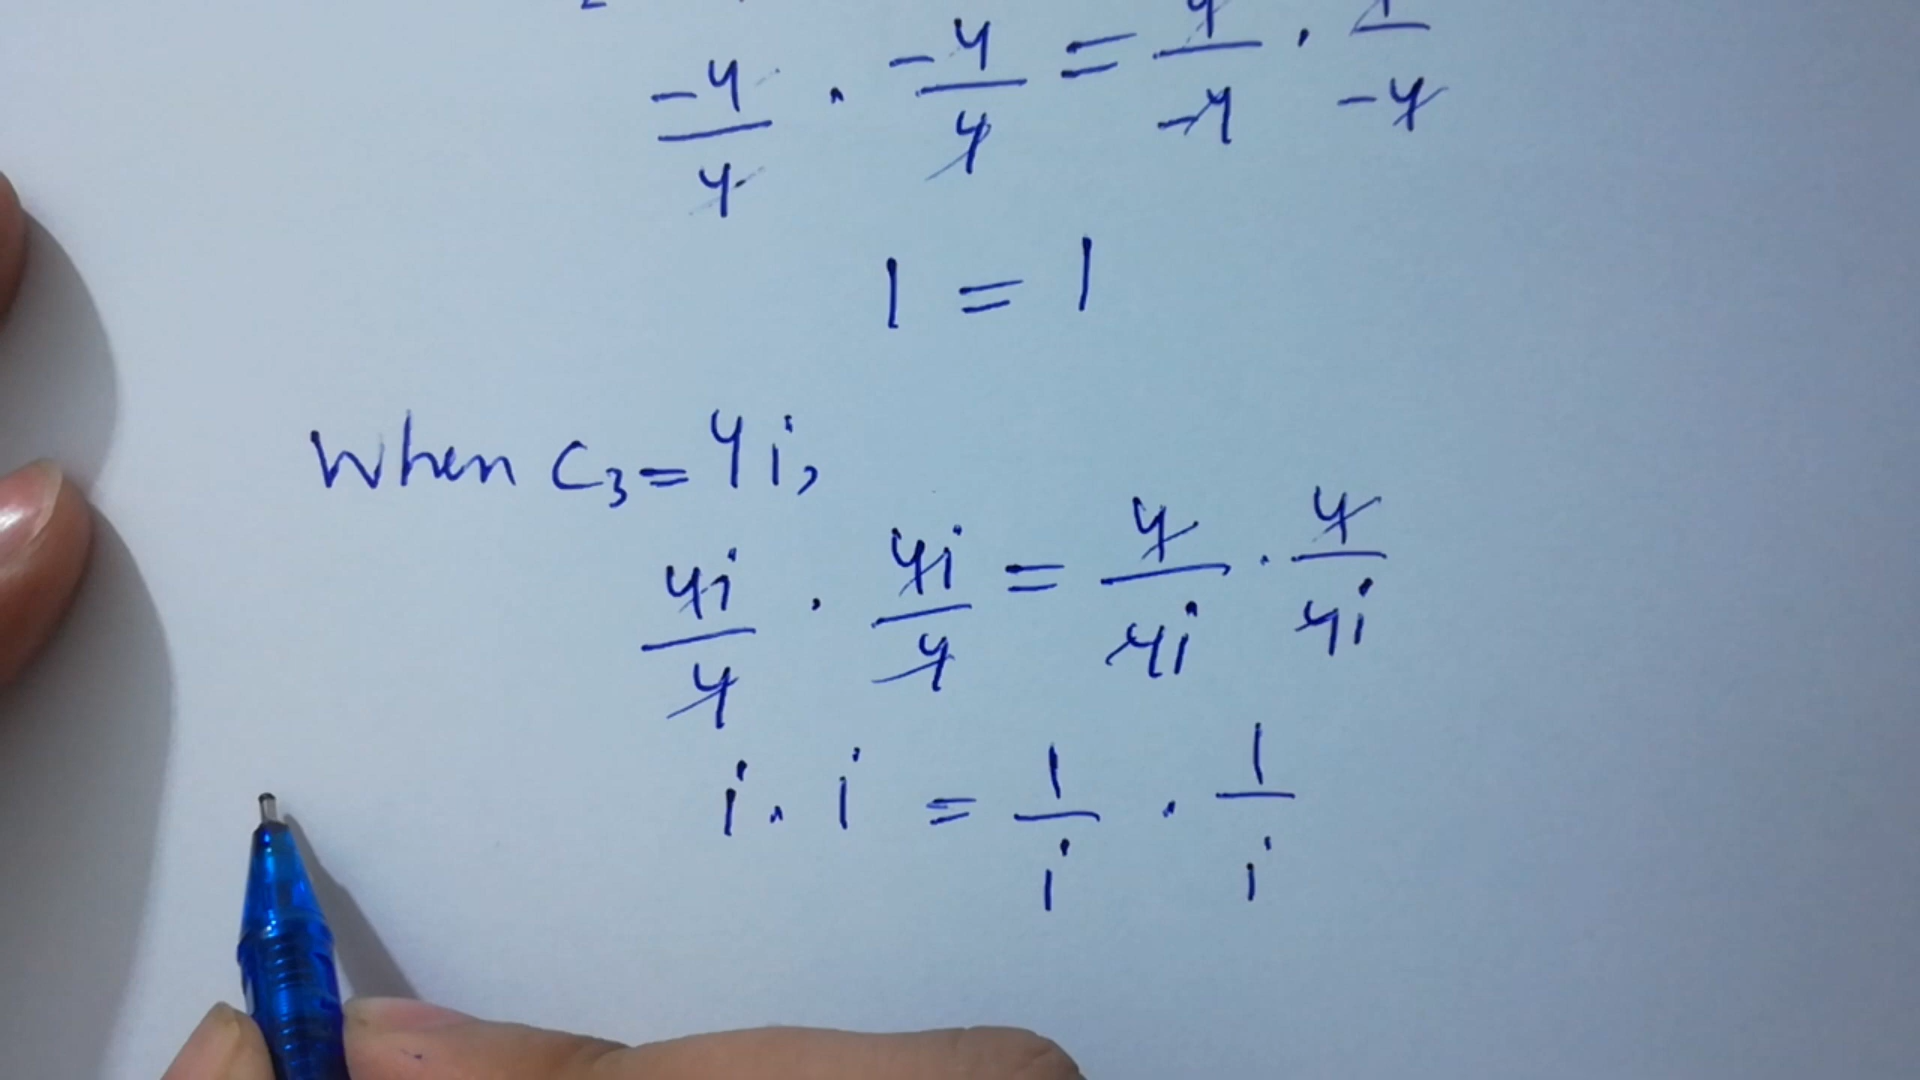 -4/4 · -4/4 = 4/-4 · 4/-4
1 = 1
When c₃ = 4i,
4i/4 · 4i/4 = 4/4i · 4/4i
i · i = 1/i · 1/i